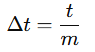 Δt = t/m